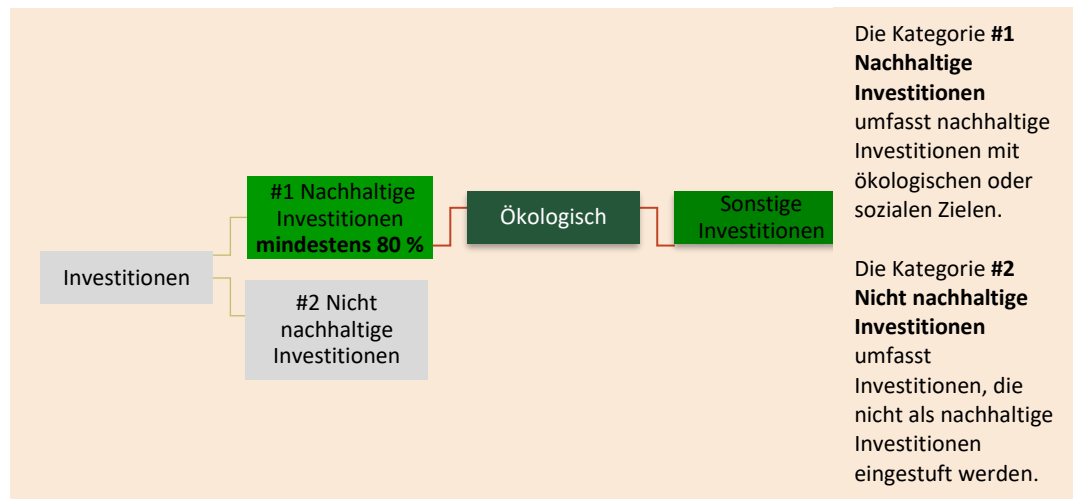 Investitionen
#1 Nachhaltige
Investitionen
mindestens 80 %
#2 Nicht
nachhaltige
Investitionen
Ökologisch
Sonstige
Investitionen
Die Kategorie #1
Nachhaltige
Investitionen
umfasst nachhaltige
Investitionen mit
ökologischen oder
sozialen Zielen.
Die Kategorie #2
Nicht nachhaltige
Investitionen
umfasst
Investitionen, die
nicht als nachhaltige
Investitionen
eingestuft werden.